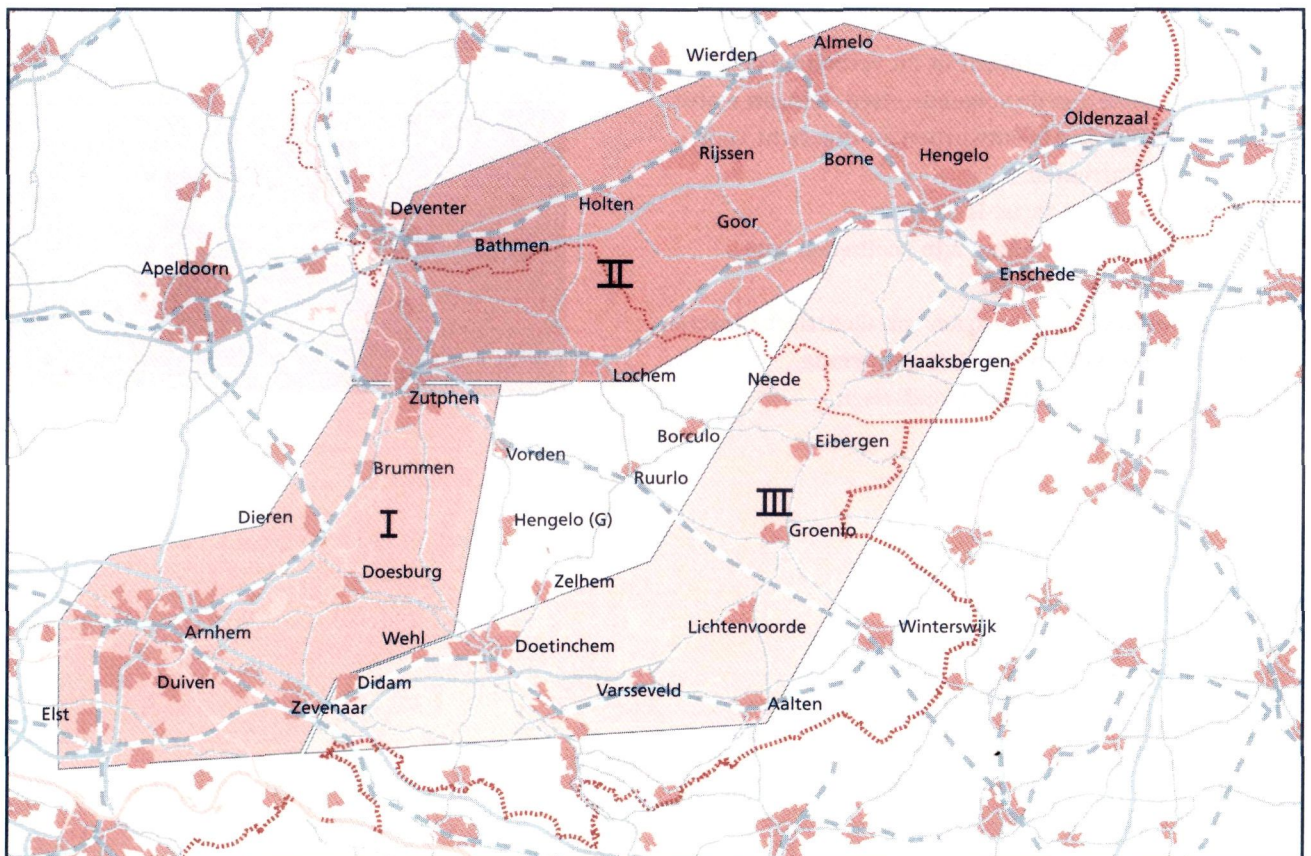 Almelo
Wierden
Oldenzaal
Rijssen
Borne
Hengelo
Deventer
Holten
Goor
Bathmen
Apeldoorn
II
Enschede
Haaksbergen
Lochem
Neede
Zutphen
Borculo
Eibergen
Vorden
Brummen
Ruurlo
III
Dieren
I
Hengelo (G)
Groenlo
Doesburg
Zelhem
Arnhem
Wehl
Doetinchem
Lichtenvoorde
Winterswijk
Duiven
Didam
Varsseveld
Elst
Zevenaar
Aalten